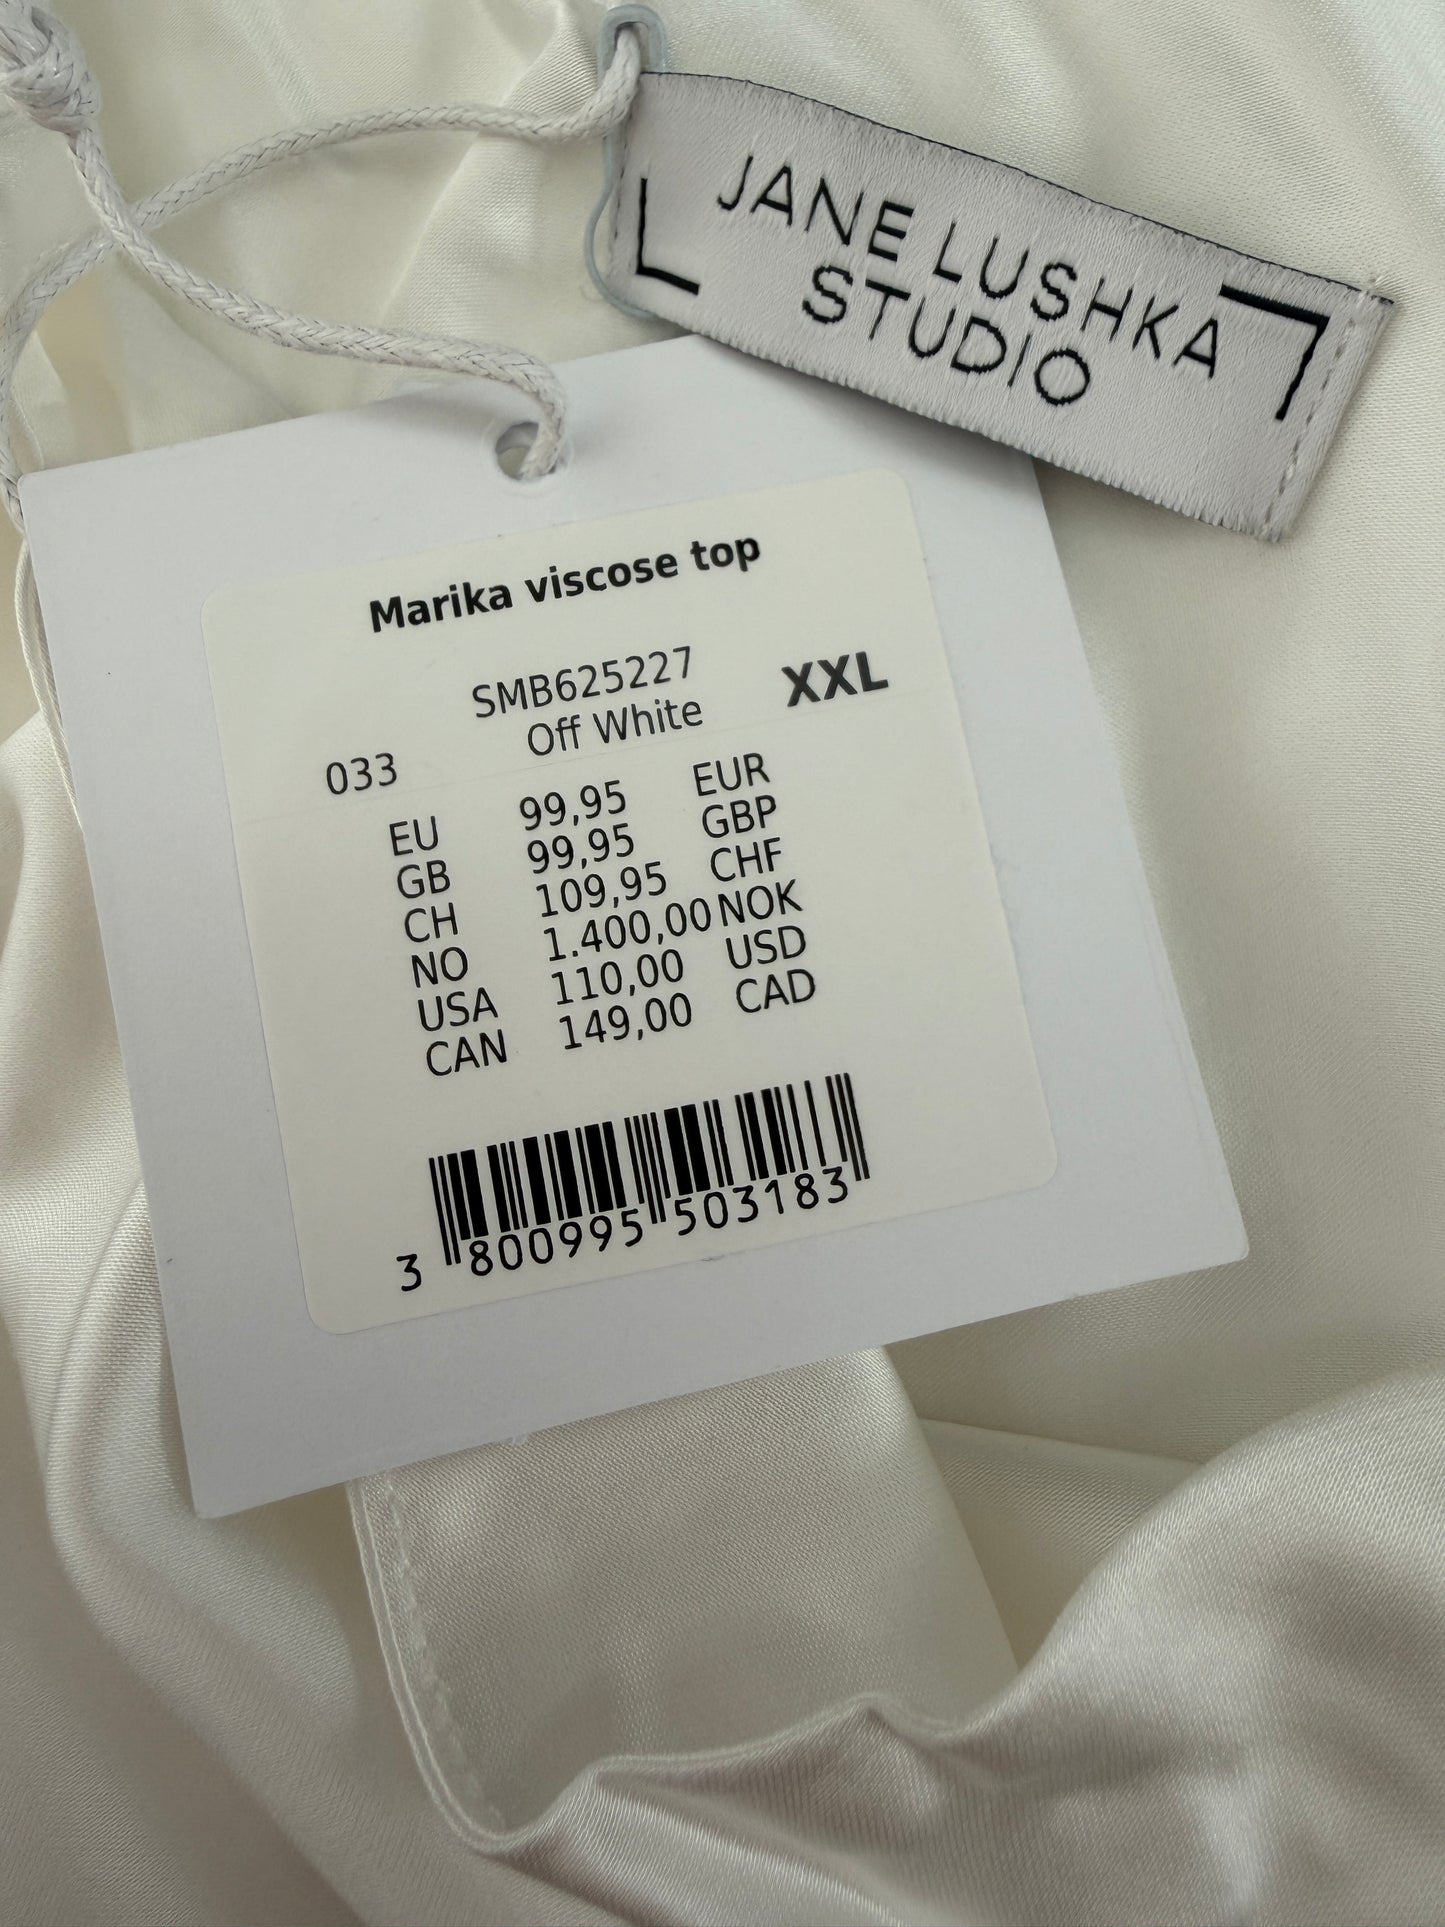 JANE LUSHKA
STUDIO
Marika viscose top
SMB625227 XXL
033 Off White
EU 99,95 EUR
GB 99,95 GBP
CH 109,95 CHF
NO 1.400,00 NOK
USA 110,00 USD
CAN 149,00 CAD
3 800995 503183